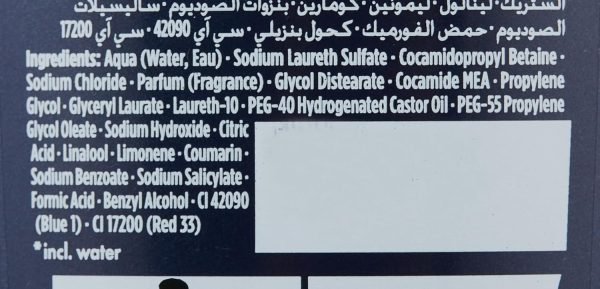 الستريك · لينالول · ليمونين · كومارين · بنزوات الصوديوم · ساليسيلات
الصوديوم · حمض الفورميك · كحول بنزيلي · سي آي 42090 · سي آي 17200
Ingredients: Aqua (Water, Eau) · Sodium Laureth Sulfate · Cocamidopropyl Betaine ·
Sodium Chloride · Parfum (Fragrance) · Glycol Distearate · Cocamide MEA · Propylene
Glycol · Glyceryl Laurate · Laureth-10 · PEG-40 Hydrogenated Castor Oil · PEG-55 Propylene
Glycol Oleate · Sodium Hydroxide · Citric
Acid · Linalool · Limonene · Coumarin ·
Sodium Benzoate · Sodium Salicylate ·
Formic Acid · Benzyl Alcohol · CI 42090
(Blue 1) · CI 17200 (Red 33)
*incl. water